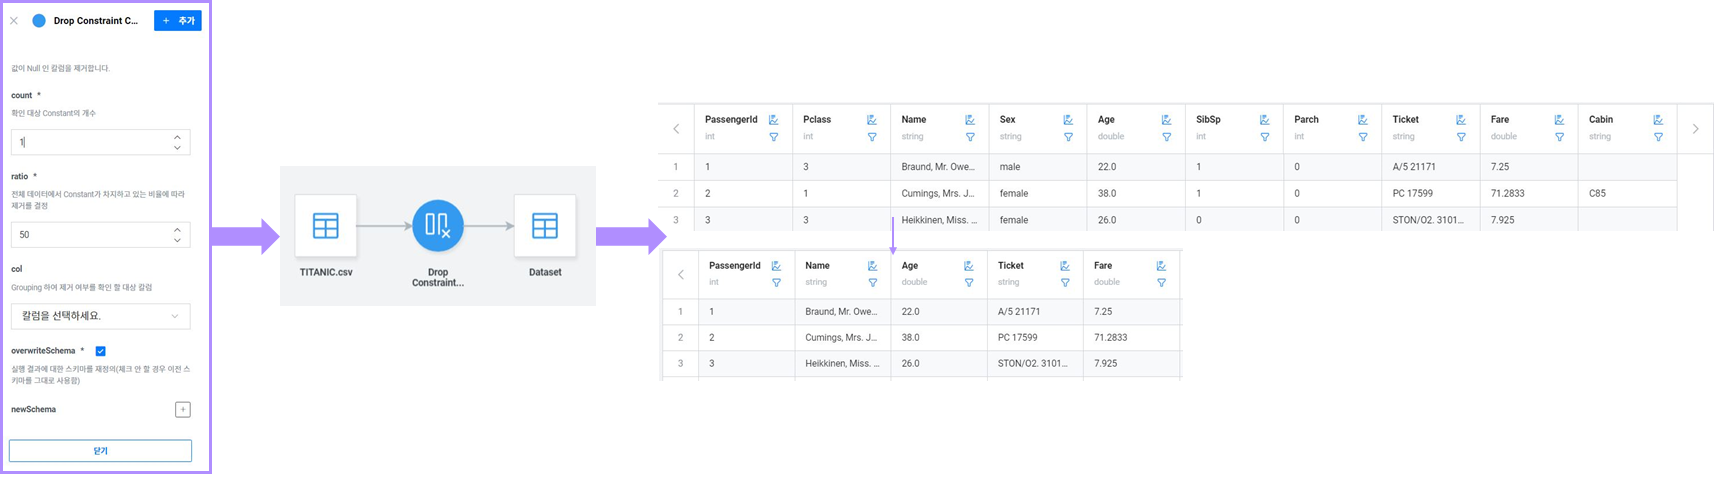 Drop Constraint C...
+ 추가
값이 Null 인 칼럼을 제거합니다.
count *
확인 대상 Constant의 개수
1
ratio *
전체 데이터에서 Constant가 차지하고 있는 비율에 따라
제거를 결정
50
col
Grouping 하여 제거 여부를 확인 할 대상 칼럼
칼럼을 선택하세요.
overwriteSchema *
실행 결과에 대한 스키마를 재정의(체크 안 할 경우 이전 스
키마를 그대로 사용함)
newSchema
+
닫기
TITANIC.csv
Drop
Constraint...
Dataset
PassengerId Pclass Name Sex Age SibSp Parch Ticket Fare Cabin
int int string string double int int string double string
1 1 3 Braund, Mr. Owe... male 22.0 1 0 A/5 21171 7.25
2 2 1 Cumings, Mrs. J... female 38.0 1 0 PC 17599 71.2833 C85
3 3 3 Heikkinen, Miss. ... female 26.0 0 0 STON/O2. 3101... 7.925
PassengerId Name Age Ticket Fare
int string double string double
1 1 Braund, Mr. Owe... 22.0 A/5 21171 7.25
2 2 Cumings, Mrs. J... 38.0 PC 17599 71.2833
3 3 Heikkinen, Miss. ... 26.0 STON/O2. 3101... 7.925